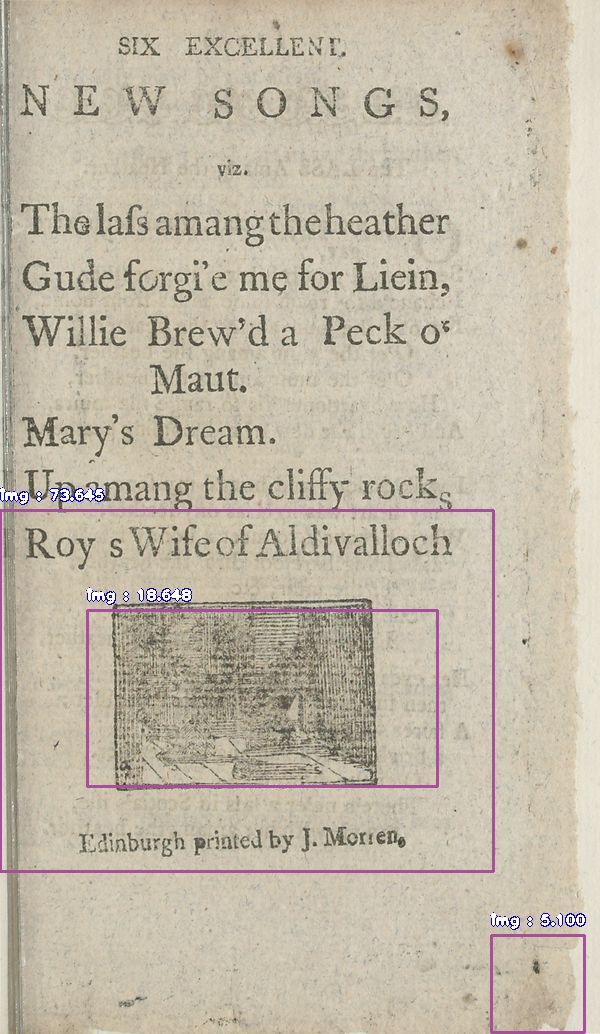 SIX EXCELLENT.
NEW SONGS,
viz.
The laſs amang the heather
Gude forgi'e me for Liein,
Willie Brew'd a Peck o'
Maut.
Mary's Dream.
Up amang the cliffy rocks
Roy s Wife of Aldivalloch
Edinburgh printed by J. Morren.
img : 73.645
img : 18.648
img : 5.100